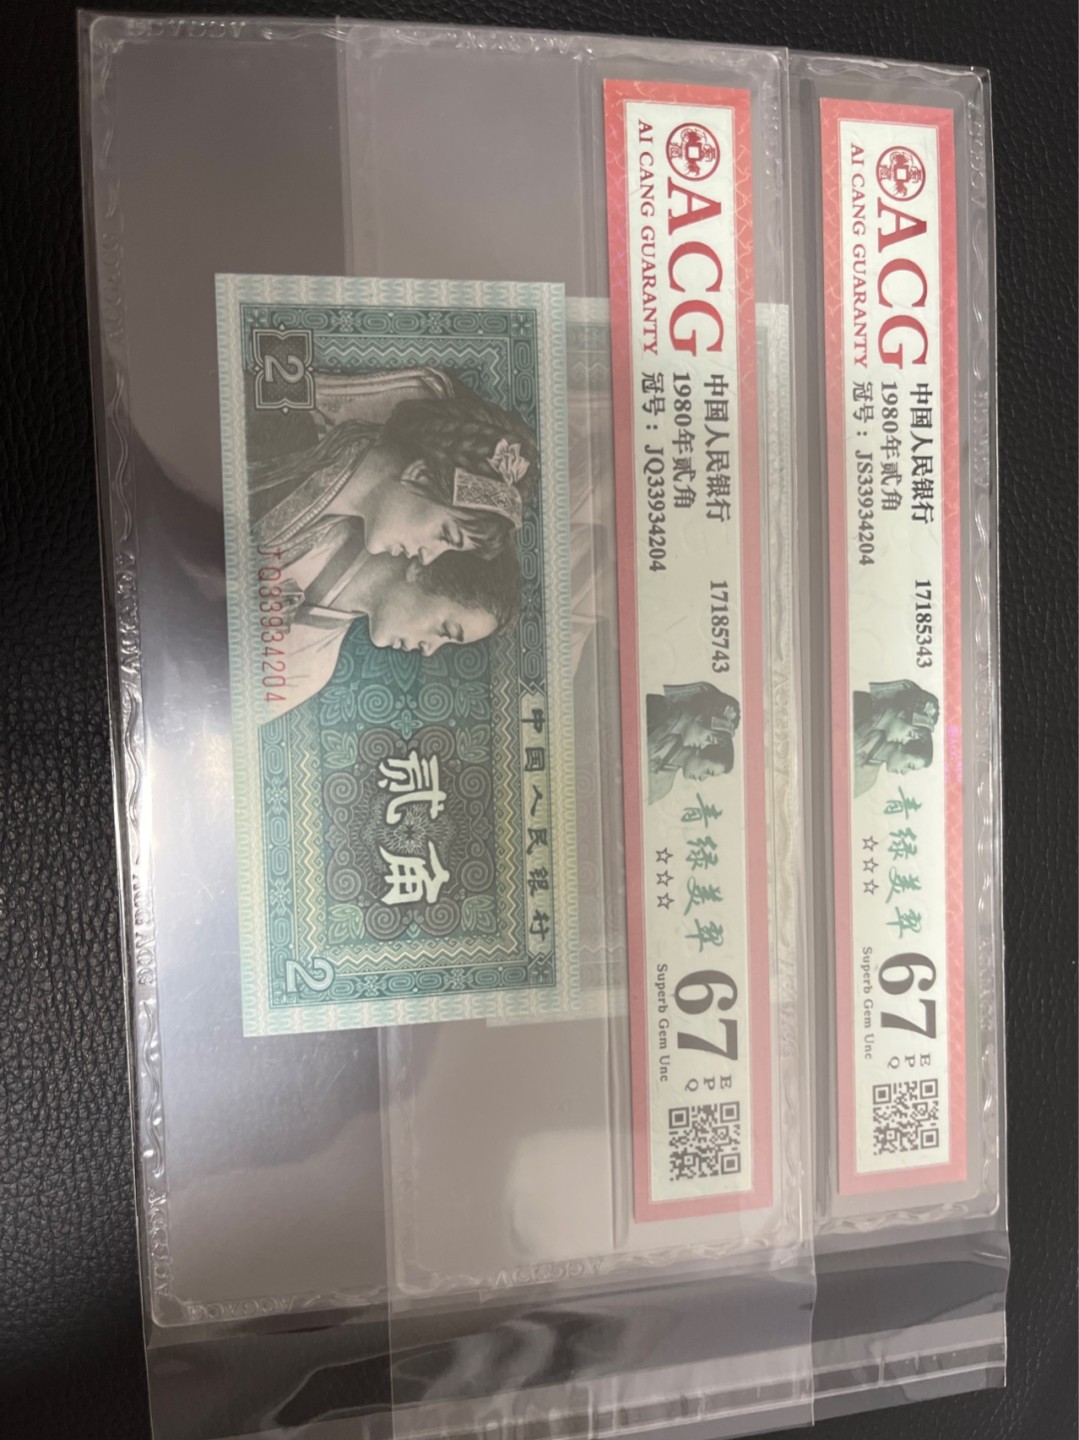 ACG
AI CANG GUARANTY
中国人民银行 17185343
1980年贰角
冠号：JS33934204
青绿美翠
☆☆☆
67 EPQ
Superb Gem Unc
ACG
AI CANG GUARANTY
中国人民银行 17185743
1980年贰角
冠号：JQ33934204
青绿美翠
☆☆☆
67 EPQ
Superb Gem Unc
中国人民银行
贰角
2
2
JQ33934204